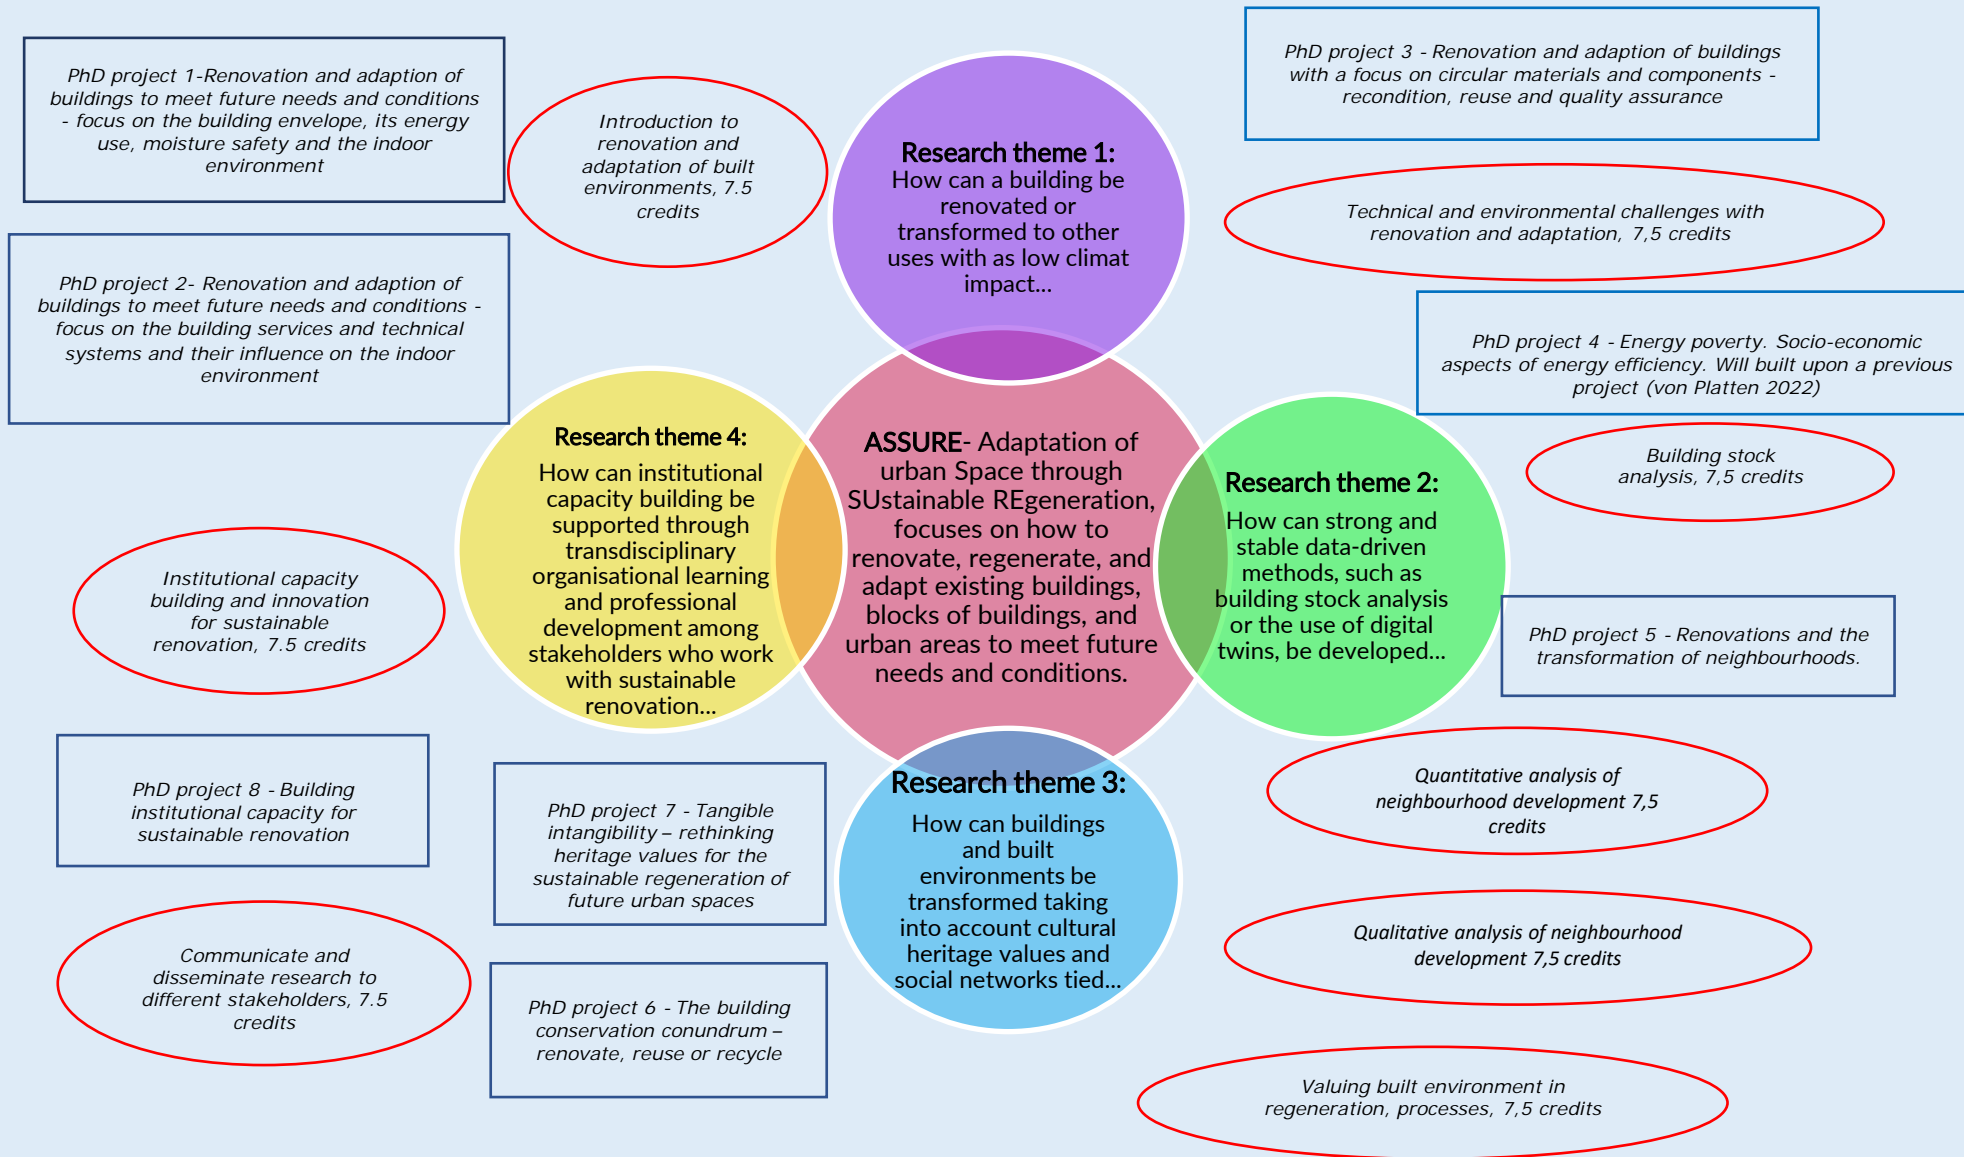 PhD project 1-Renovation and adaption of
buildings to meet future needs and conditions
- focus on the building envelope, its energy
use, moisture safety and the indoor
environment
Introduction to
renovation and
adaptation of built
environments, 7.5
credits
Research theme 1:
How can a building be
renovated or
transformed to other
uses with as low climat
impact...
PhD project 3 - Renovation and adaption of buildings
with a focus on circular materials and components -
recondition, reuse and quality assurance
Technical and environmental challenges with
renovation and adaptation, 7,5 credits
PhD project 2- Renovation and adaption of
buildings to meet future needs and conditions -
focus on the building services and technical
systems and their influence on the indoor
environment
PhD project 4 - Energy poverty. Socio-economic
aspects of energy efficiency. Will built upon a previous
project (von Platten 2022)
Research theme 4:
How can institutional
capacity building be
supported through
transdisciplinary
organisational learning
and professional
development among
stakeholders who work
with sustainable
renovation...
ASSURE- Adaptation of
urban Space through
SUstainable REgeneration,
focuses on how to
renovate, regenerate, and
adapt existing buildings,
blocks of buildings, and
urban areas to meet future
needs and conditions.
Research theme 2:
How can strong and
stable data-driven
methods, such as
building stock analysis
or the use of digital
twins, be developed...
Building stock
analysis, 7,5 credits
Institutional capacity
building and innovation
for sustainable
renovation, 7.5 credits
PhD project 5 - Renovations and the
transformation of neighbourhoods.
PhD project 8 - Building
institutional capacity for
sustainable renovation
PhD project 7 - Tangible
intangibility – rethinking
heritage values for the
sustainable regeneration of
future urban spaces
Research theme 3:
How can buildings
and built
environments be
transformed taking
into account cultural
heritage values and
social networks tied...
Quantitative analysis of
neighbourhood development 7,5
credits
Qualitative analysis of neighbourhood
development 7,5 credits
Communicate and
disseminate research to
different stakeholders, 7.5
credits
PhD project 6 - The building
conservation conundrum –
renovate, reuse or recycle
Valuing built environment in
regeneration, processes, 7,5 credits